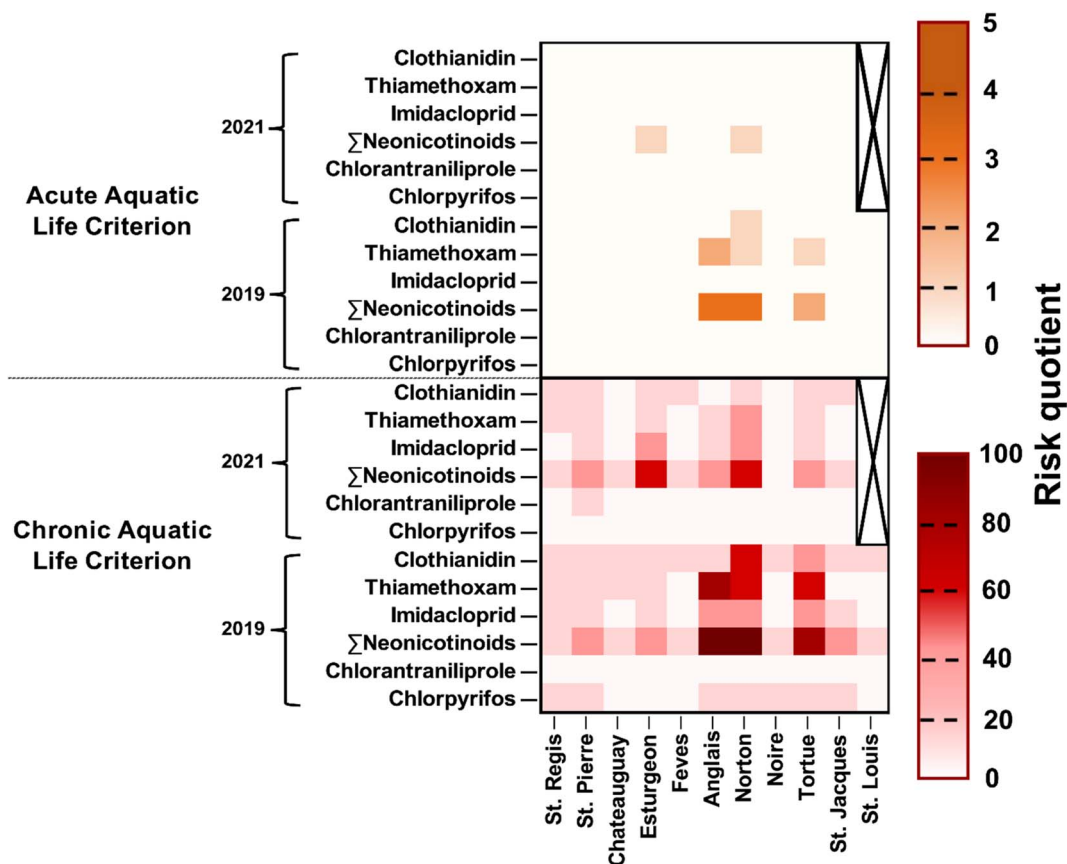 Acute Aquatic
Life Criterion
2021
Clothianidin
Thiamethoxam
Imidacloprid
∑Neonicotinoids
Chlorantraniliprole
Chlorpyrifos
2019
Clothianidin
Thiamethoxam
Imidacloprid
∑Neonicotinoids
Chlorantraniliprole
Chlorpyrifos
Chronic Aquatic
Life Criterion
2021
Clothianidin
Thiamethoxam
Imidacloprid
∑Neonicotinoids
Chlorantraniliprole
Chlorpyrifos
2019
Clothianidin
Thiamethoxam
Imidacloprid
∑Neonicotinoids
Chlorantraniliprole
Chlorpyrifos
St. Regis
St. Pierre
Chateauguay
Esturgeon
Feves
Anglais
Norton
Noire
Tortue
St. Jacques
St. Louis
5
4
3
2
1
0
100
80
60
40
20
0
Risk quotient